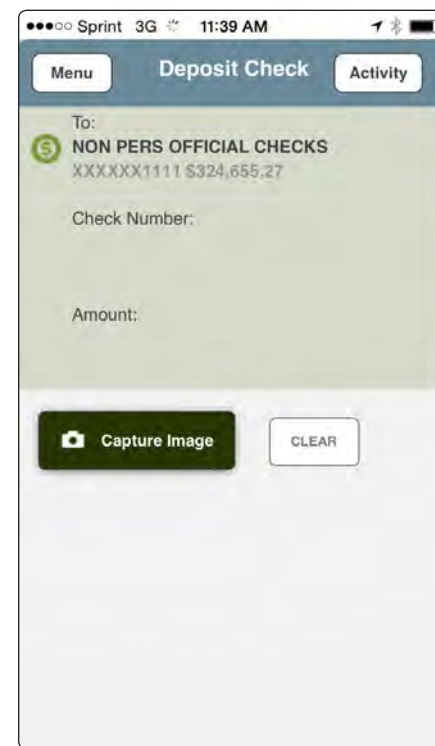 Sprint 3G 11:39 AM
Menu Deposit Check Activity
To:
NON PERS OFFICIAL CHECKS
XXXXXX1111 $324,655.27
Check Number:
Amount:
Capture Image CLEAR